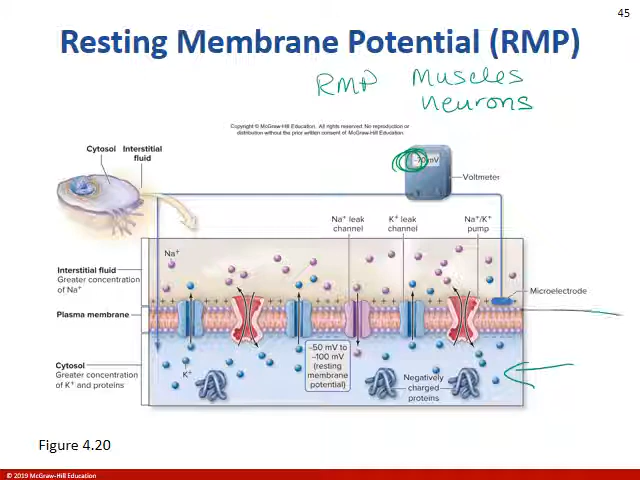 45
Resting Membrane Potential (RMP)
RMP Muscles
neurons
Copyright © McGraw-Hill Education. All rights reserved. No reproduction or
distribution without the prior written consent of McGraw-Hill Education.
Cytosol Interstitial
fluid
-70 mV
Voltmeter
Na⁺ leak
channel
K⁺ leak
channel
Na⁺/K⁺
pump
Na⁺
Interstitial fluid
Greater concentration
of Na⁺
Microelectrode
Plasma membrane
Cytosol
Greater concentration
of K⁺ and proteins
K⁺
–50 mV to
–100 mV
(resting
membrane
potential)
Negatively
charged
proteins
Figure 4.20
© 2019 McGraw-Hill Education